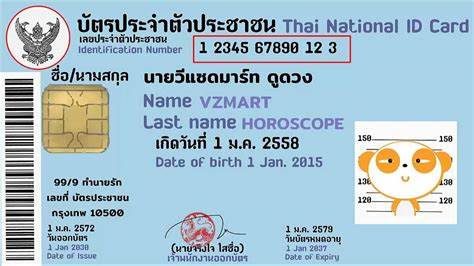 บัตรประจำตัวประชาชน Thai National ID Card
เลขประจำตัวประชาชน
Identification Number
1 2345 67890 12 3
ชื่อ/นามสกุล นายวีแซดมาร์ท ดูดวง
Name VZMART
Last name HOROSCOPE
เกิดวันที่ 1 ม.ค. 2558
Date of birth 1 Jan. 2015
99/9 ทำนายรัก
เลขที่ บัตรประชาชน
กรุงเทพ 10500
1 ม.ค. 2572
วันออกบัตร
1 Jan 2030
Date of Issue
(นายจริงใจ ใสซื่อ)
เจ้าพนักงานออกบัตร
1 ม.ค. 2579
วันบัตรหมดอายุ
1 Jan 2037
Date of Expiry
150 150
140 140
130 130
120 120